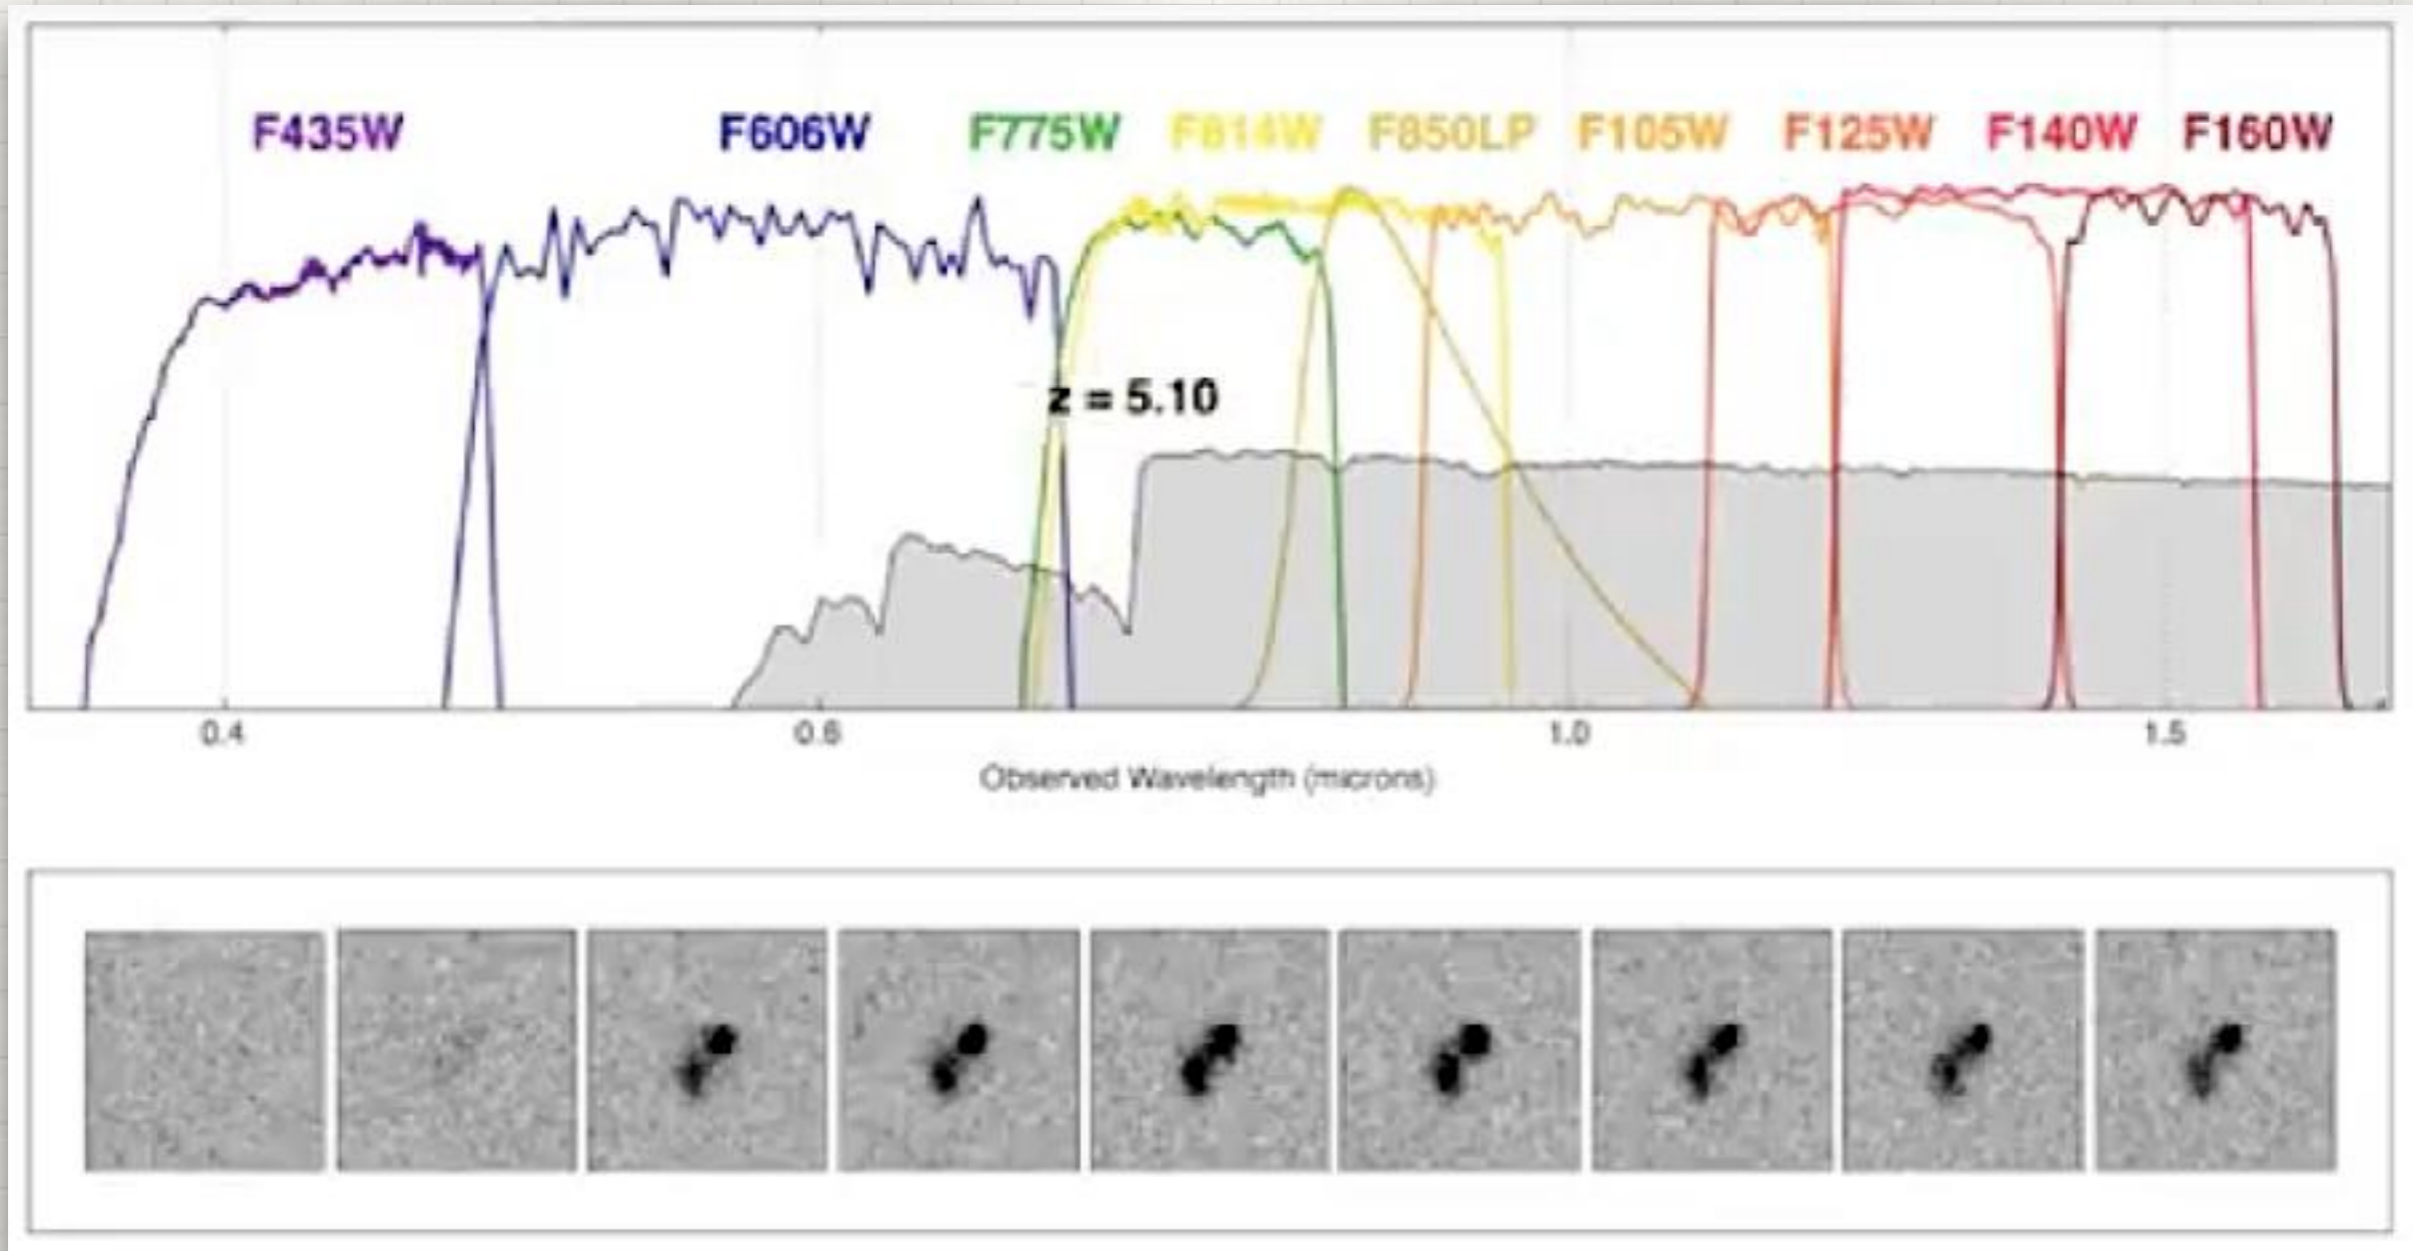 F435W F606W F775W F814W F850LP F105W F125W F140W F160W
z = 5.10
0.4 0.6 1.0 1.5
Observed Wavelength (microns)